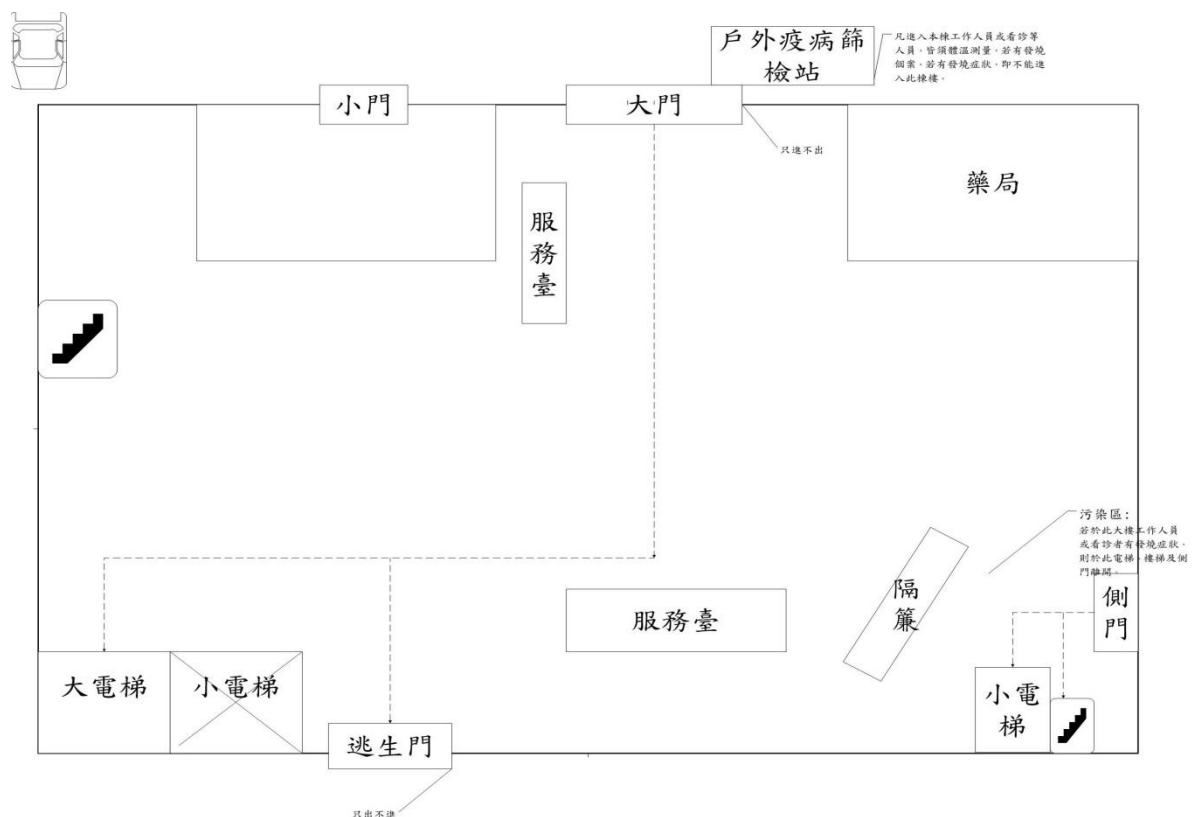 戶外疫病篩
檢站
凡進入本棟工作人員或看診等
人員，皆須體溫測量，若有發燒
個案，若有發燒症狀，即不能進
入此棟樓。
小門
大門
只進不出
藥局
服
務
臺
污染區：
若於此大樓工作人員
或看診者有發燒症狀，
則於此電梯、樓梯及側
門離開。
隔
簾
側
門
服務臺
大電梯
小電梯
小電
梯
逃生門
只出不進